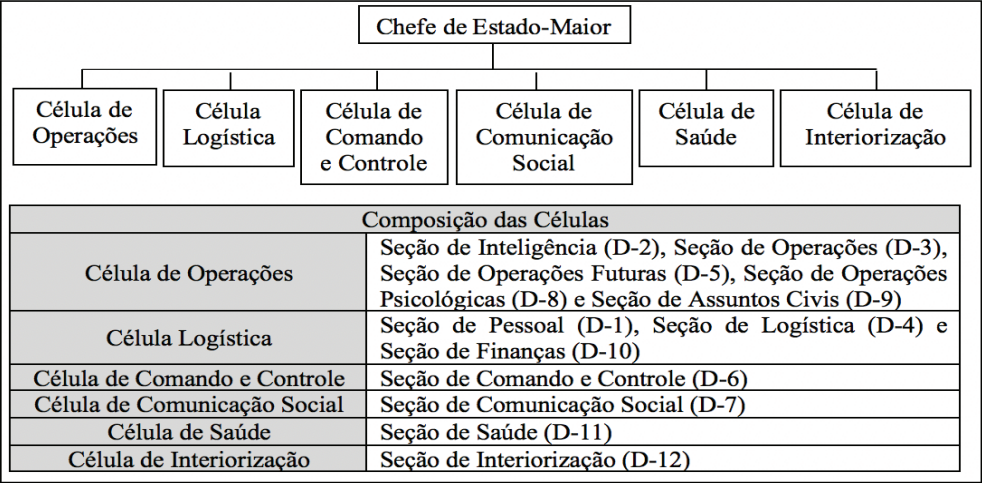 Chefe de Estado-Maior
Célula de
Operações
Célula
Logística
Célula de
Comando
e Controle
Célula de
Comunicação
Social
Célula de
Saúde
Célula de
Interiorização
Composição das Células
Célula de Operações
Seção de Inteligência (D-2), Seção de Operações (D-3),
Seção de Operações Futuras (D-5), Seção de Operações
Psicológicas (D-8) e Seção de Assuntos Civis (D-9)
Célula Logística
Seção de Pessoal (D-1), Seção de Logística (D-4) e
Seção de Finanças (D-10)
Célula de Comando e Controle
Seção de Comando e Controle (D-6)
Célula de Comunicação Social
Seção de Comunicação Social (D-7)
Célula de Saúde
Seção de Saúde (D-11)
Célula de Interiorização
Seção de Interiorização (D-12)